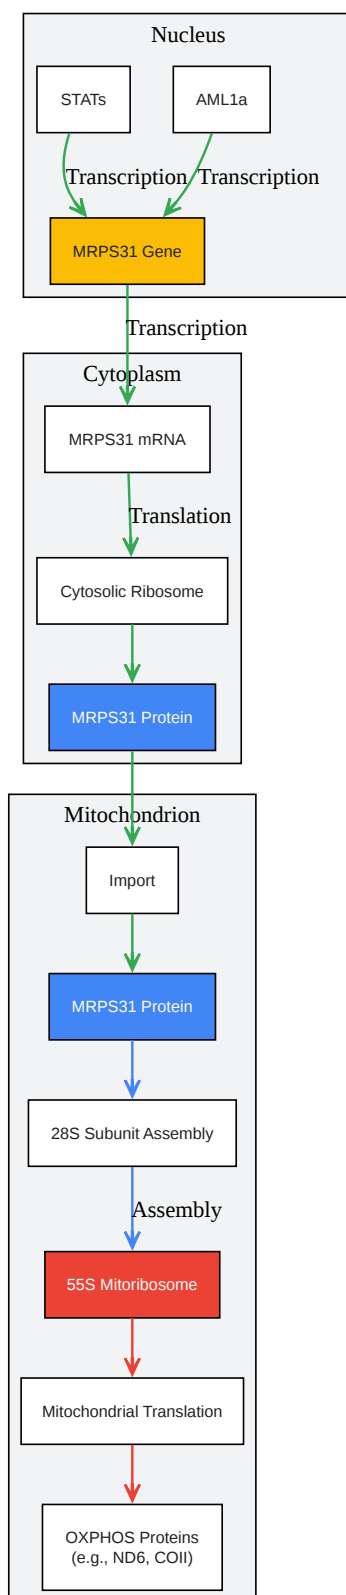 Nucleus
STATs
AML1a
Transcription
Transcription
MRPS31 Gene
Transcription
Cytoplasm
MRPS31 mRNA
Translation
Cytosolic Ribosome
MRPS31 Protein
Mitochondrion
Import
MRPS31 Protein
28S Subunit Assembly
Assembly
55S Mitoribosome
Mitochondrial Translation
OXPHOS Proteins
(e.g., ND6, COII)